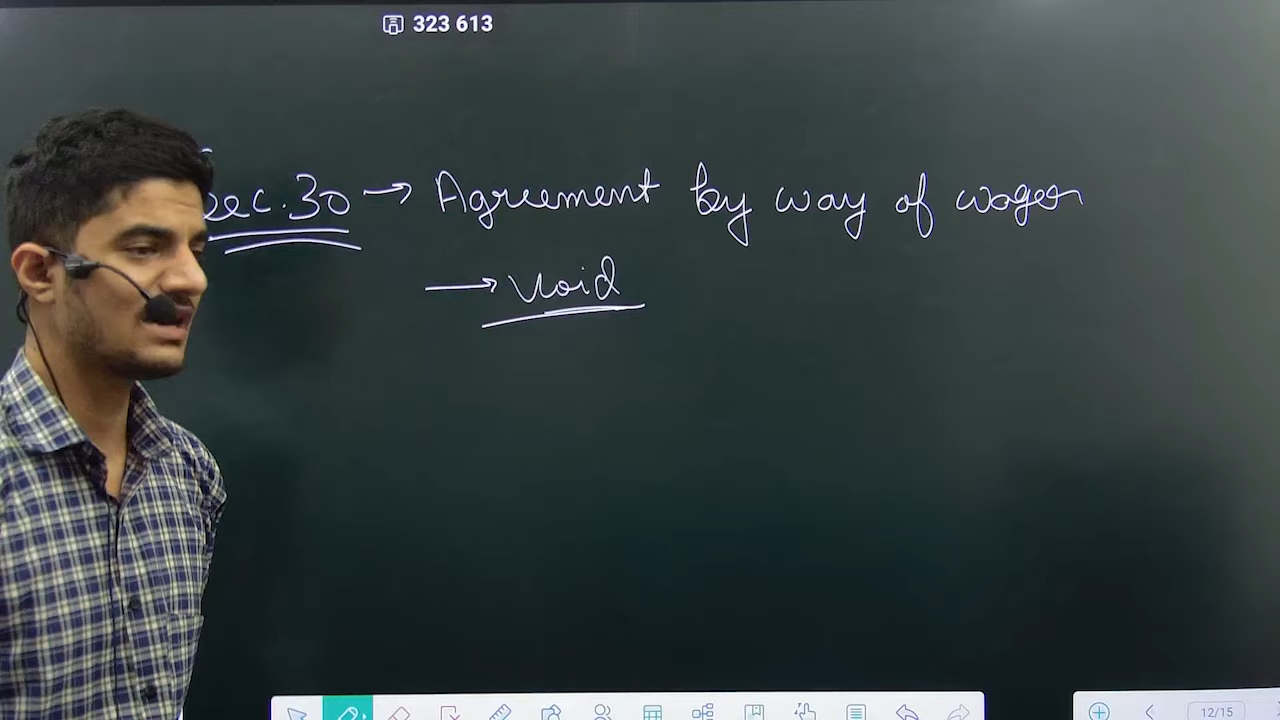 323 613
Sec. 30 → Agreement by way of wager
→ Void
12/15